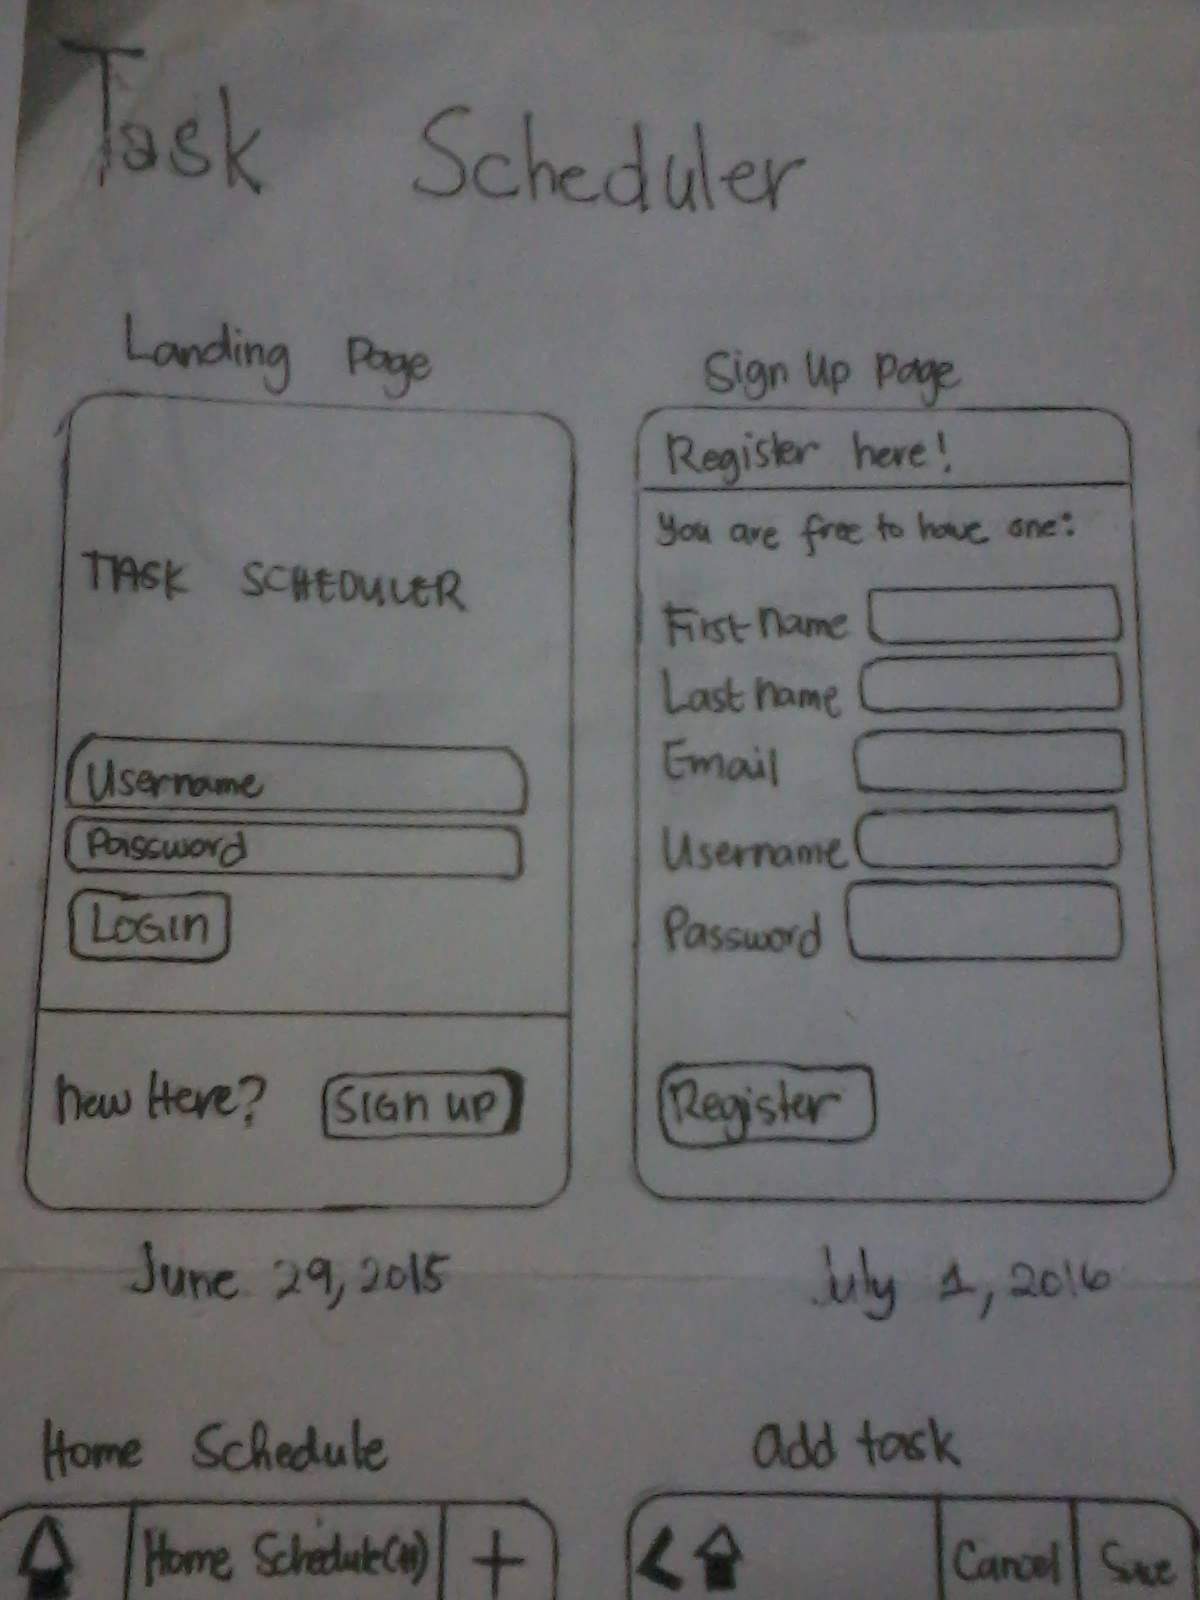 Task Scheduler
Landing Page
TASK SCHEDULER
Username
Password
LOGIN
New Here? SIGN UP
June 29, 2015
Sign Up Page
Register here!
You are free to have one:
First name
Last name
Email
Username
Password
Register
July 1, 2016
Home Schedule
Home Schedule
+
add task
Cancel
Save